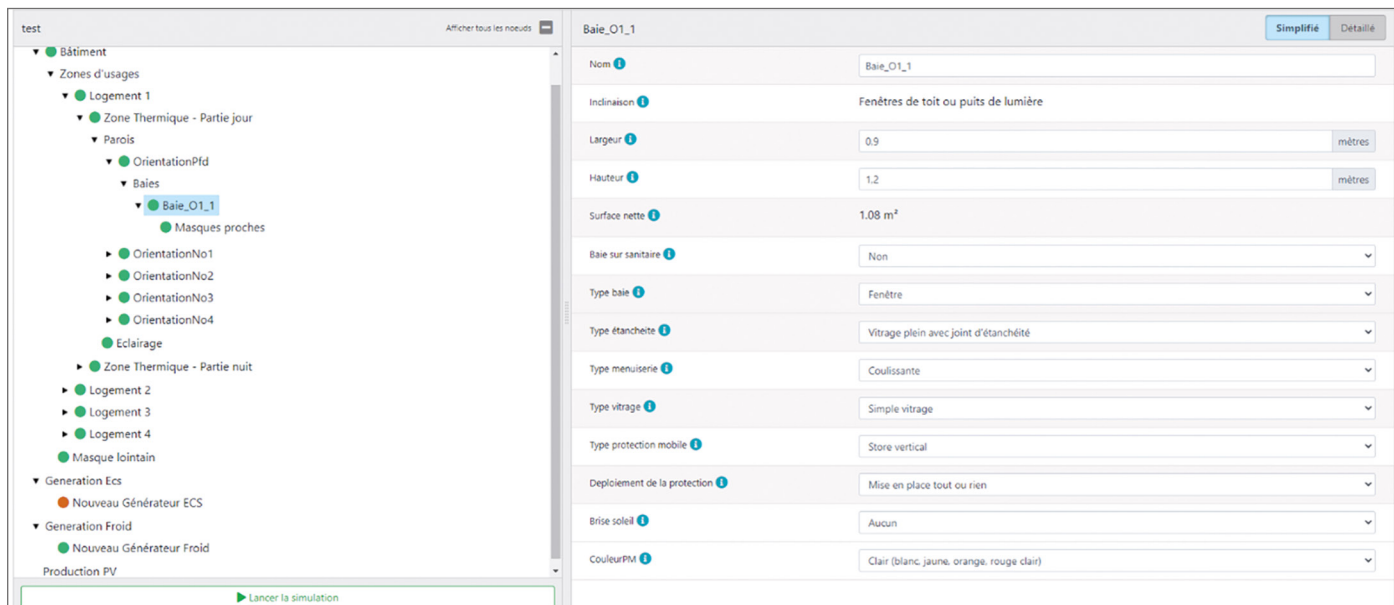 test
Afficher tous les noeuds
Bâtiment
Zones d'usages
Logement 1
Zone Thermique - Partie jour
Parois
OrientationPfd
Baies
Baie_O1_1
Masques proches
OrientationNo1
OrientationNo2
OrientationNo3
OrientationNo4
Eclairage
Zone Thermique - Partie nuit
Logement 2
Logement 3
Logement 4
Masque lointain
Generation Ecs
Nouveau Générateur ECS
Generation Froid
Nouveau Générateur Froid
Production PV
Lancer la simulation
Baie_O1_1
Simplifié Détaillé
Nom Baie_O1_1
Inclinaison Fenêtres de toit ou puits de lumière
Largeur 0.9 mètres
Hauteur 1.2 mètres
Surface nette 1.08 m²
Baie sur sanitaire Non
Type baie Fenêtre
Type étancheite Vitrage plein avec joint d'étanchéité
Type menuiserie Coulissante
Type vitrage Simple vitrage
Type protection mobile Store vertical
Deploiement de la protection Mise en place tout ou rien
Brise soleil Aucun
CouleurPM Clair (blanc, jaune, orange, rouge clair)